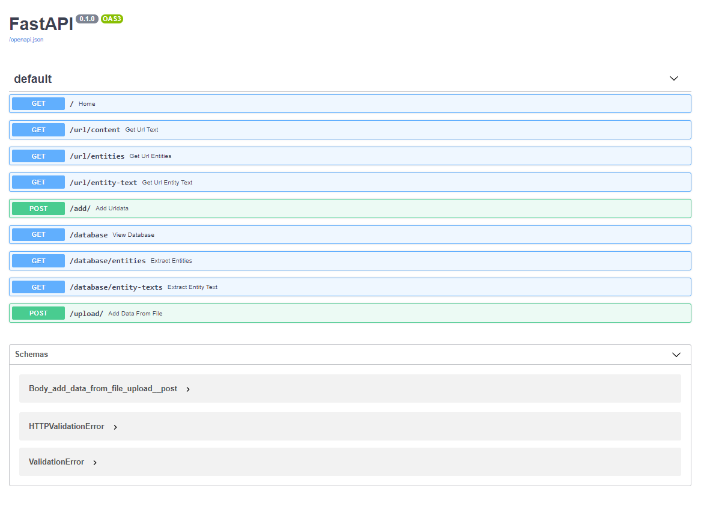 FastAPI 0.1.0 OAS3
/openapi.json
default
GET / Home
GET /url/content Get Url Text
GET /url/entities Get Url Entities
GET /url/entity-text Get Url Entity Text
POST /add/ Add Urldata
GET /database View Database
GET /database/entities Extract Entities
GET /database/entity-texts Extract Entity Text
POST /upload/ Add Data From File
Schemas
Body_add_data_from_file_upload__post
HTTPValidationError
ValidationError